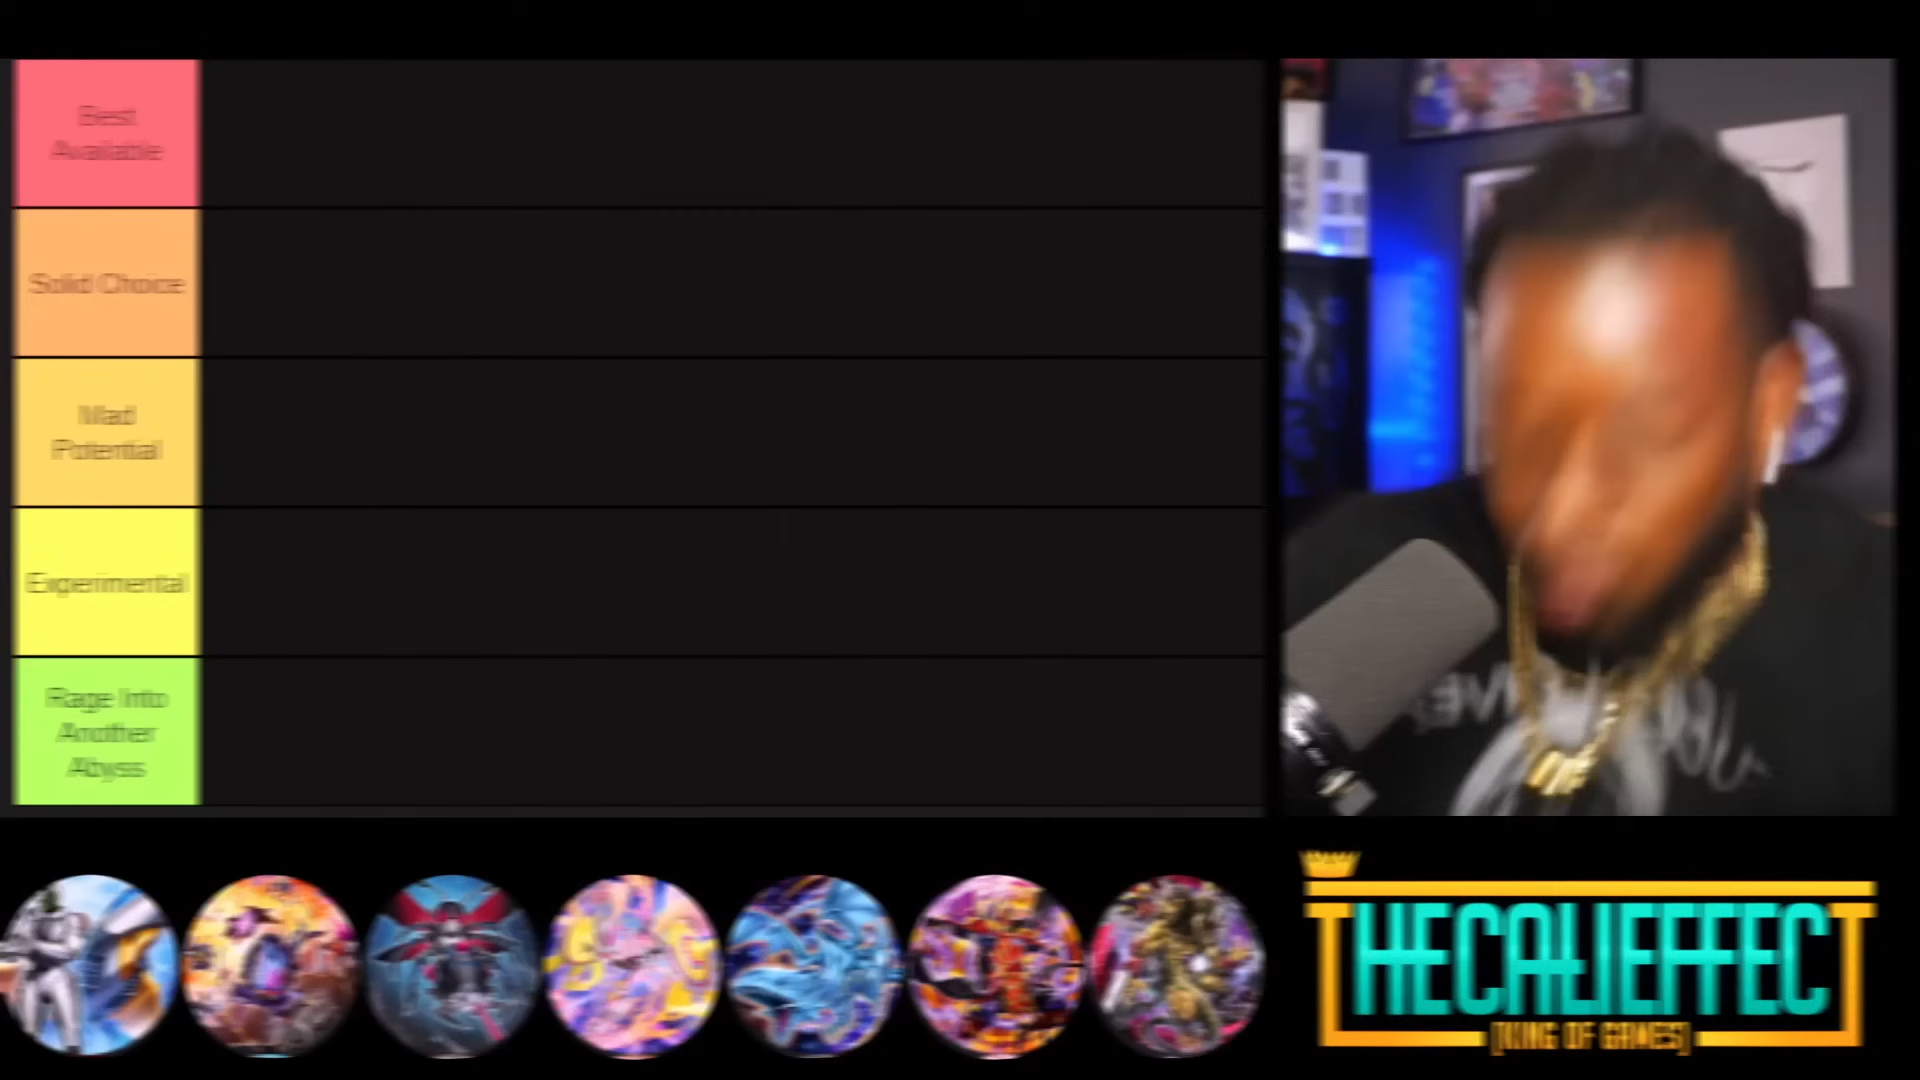 Best
Available
Solid Choice
Mad
Potential
Experimental
Rage Into
Another
Abyss
THECALIEFFECT
[KING OF GAMES]